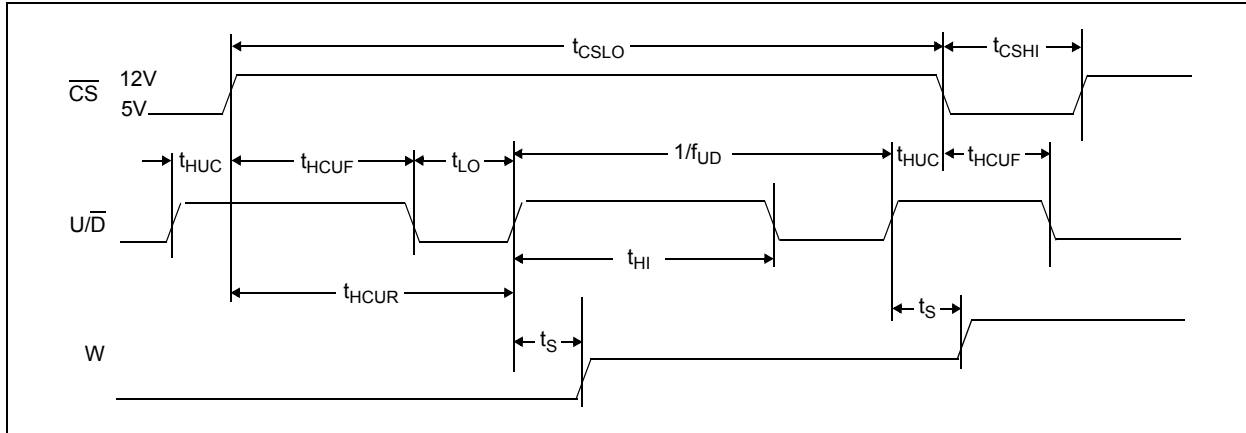 tCSLO
tCSHI
CS 12V
5V
tHUC tHCUF tLO 1/fUD tHUC tHCUF
U/D
tHI
tHCUR
tS
tS
W